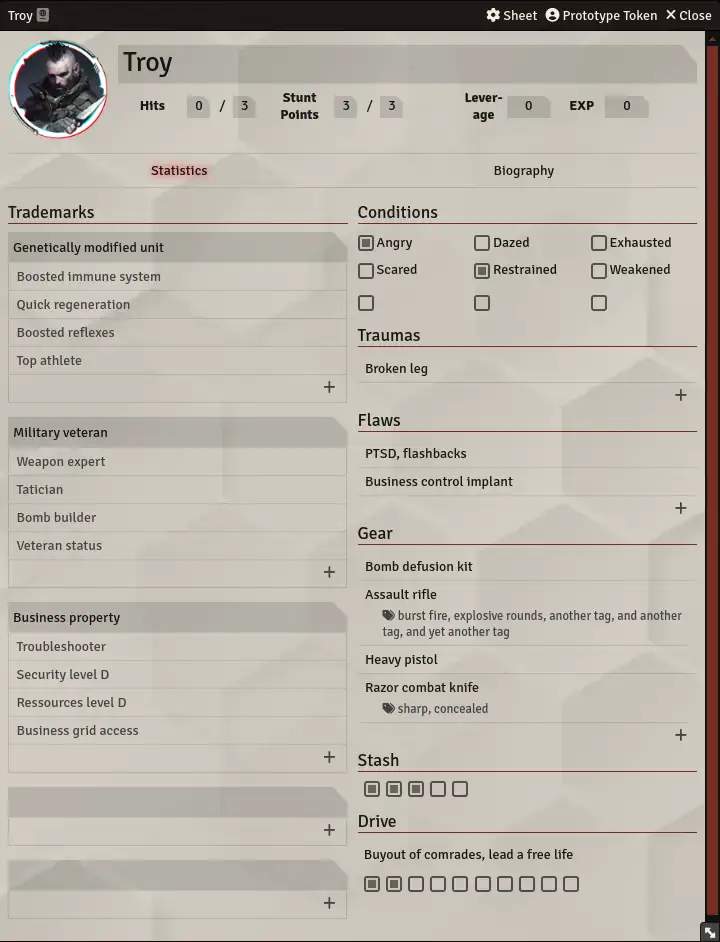 Troy
Sheet
Prototype Token
Close
Troy
Hits 0 / 3
Stunt Points 3 / 3
Lever-
age 0
EXP 0
Statistics
Biography
Trademarks
Genetically modified unit
Boosted immune system
Quick regeneration
Boosted reflexes
Top athlete
+
Military veteran
Weapon expert
Tatician
Bomb builder
Veteran status
+
Business property
Troubleshooter
Security level D
Ressources level D
Business grid access
+
+
+
Conditions
Angry
Dazed
Exhausted
Scared
Restrained
Weakened
Traumas
Broken leg
+
Flaws
PTSD, flashbacks
Business control implant
+
Gear
Bomb defusion kit
Assault rifle
burst fire, explosive rounds, another tag, and another
tag, and yet another tag
Heavy pistol
Razor combat knife
sharp, concealed
+
Stash
Drive
Buyout of comrades, lead a free life